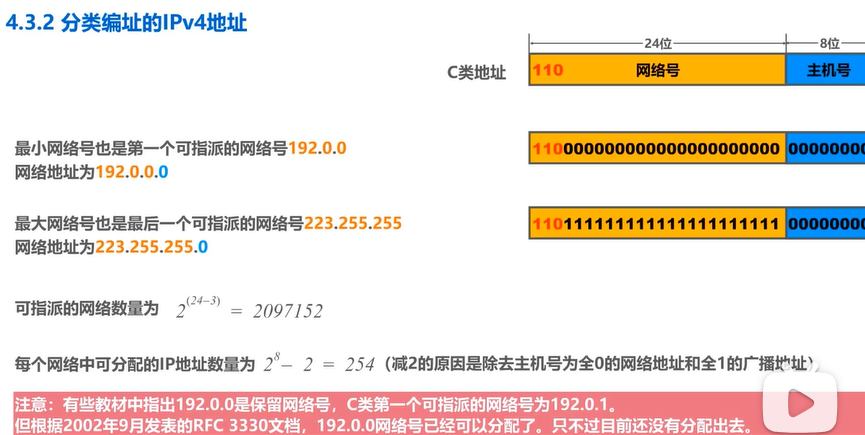 4.3.2 分类编址的IPv4地址
24位
8位
C类地址
110
网络号
主机号
最小网络号也是第一个可指派的网络号192.0.0
网络地址为192.0.0.0
110000000000000000000000
00000000
最大网络号也是最后一个可指派的网络号223.255.255
网络地址为223.255.255.0
110111111111111111111111
00000000
可指派的网络数量为 2^(24−3) = 2097152
每个网络中可分配的IP地址数量为 2^8 − 2 = 254（减2的原因是除去主机号为全0的网络地址和全1的广播地址）
注意：有些教材中指出192.0.0是保留网络号，C类第一个可指派的网络号为192.0.1。
但根据2002年9月发表的RFC 3330文档，192.0.0网络号已经可以分配了。只不过目前还没有分配出去。